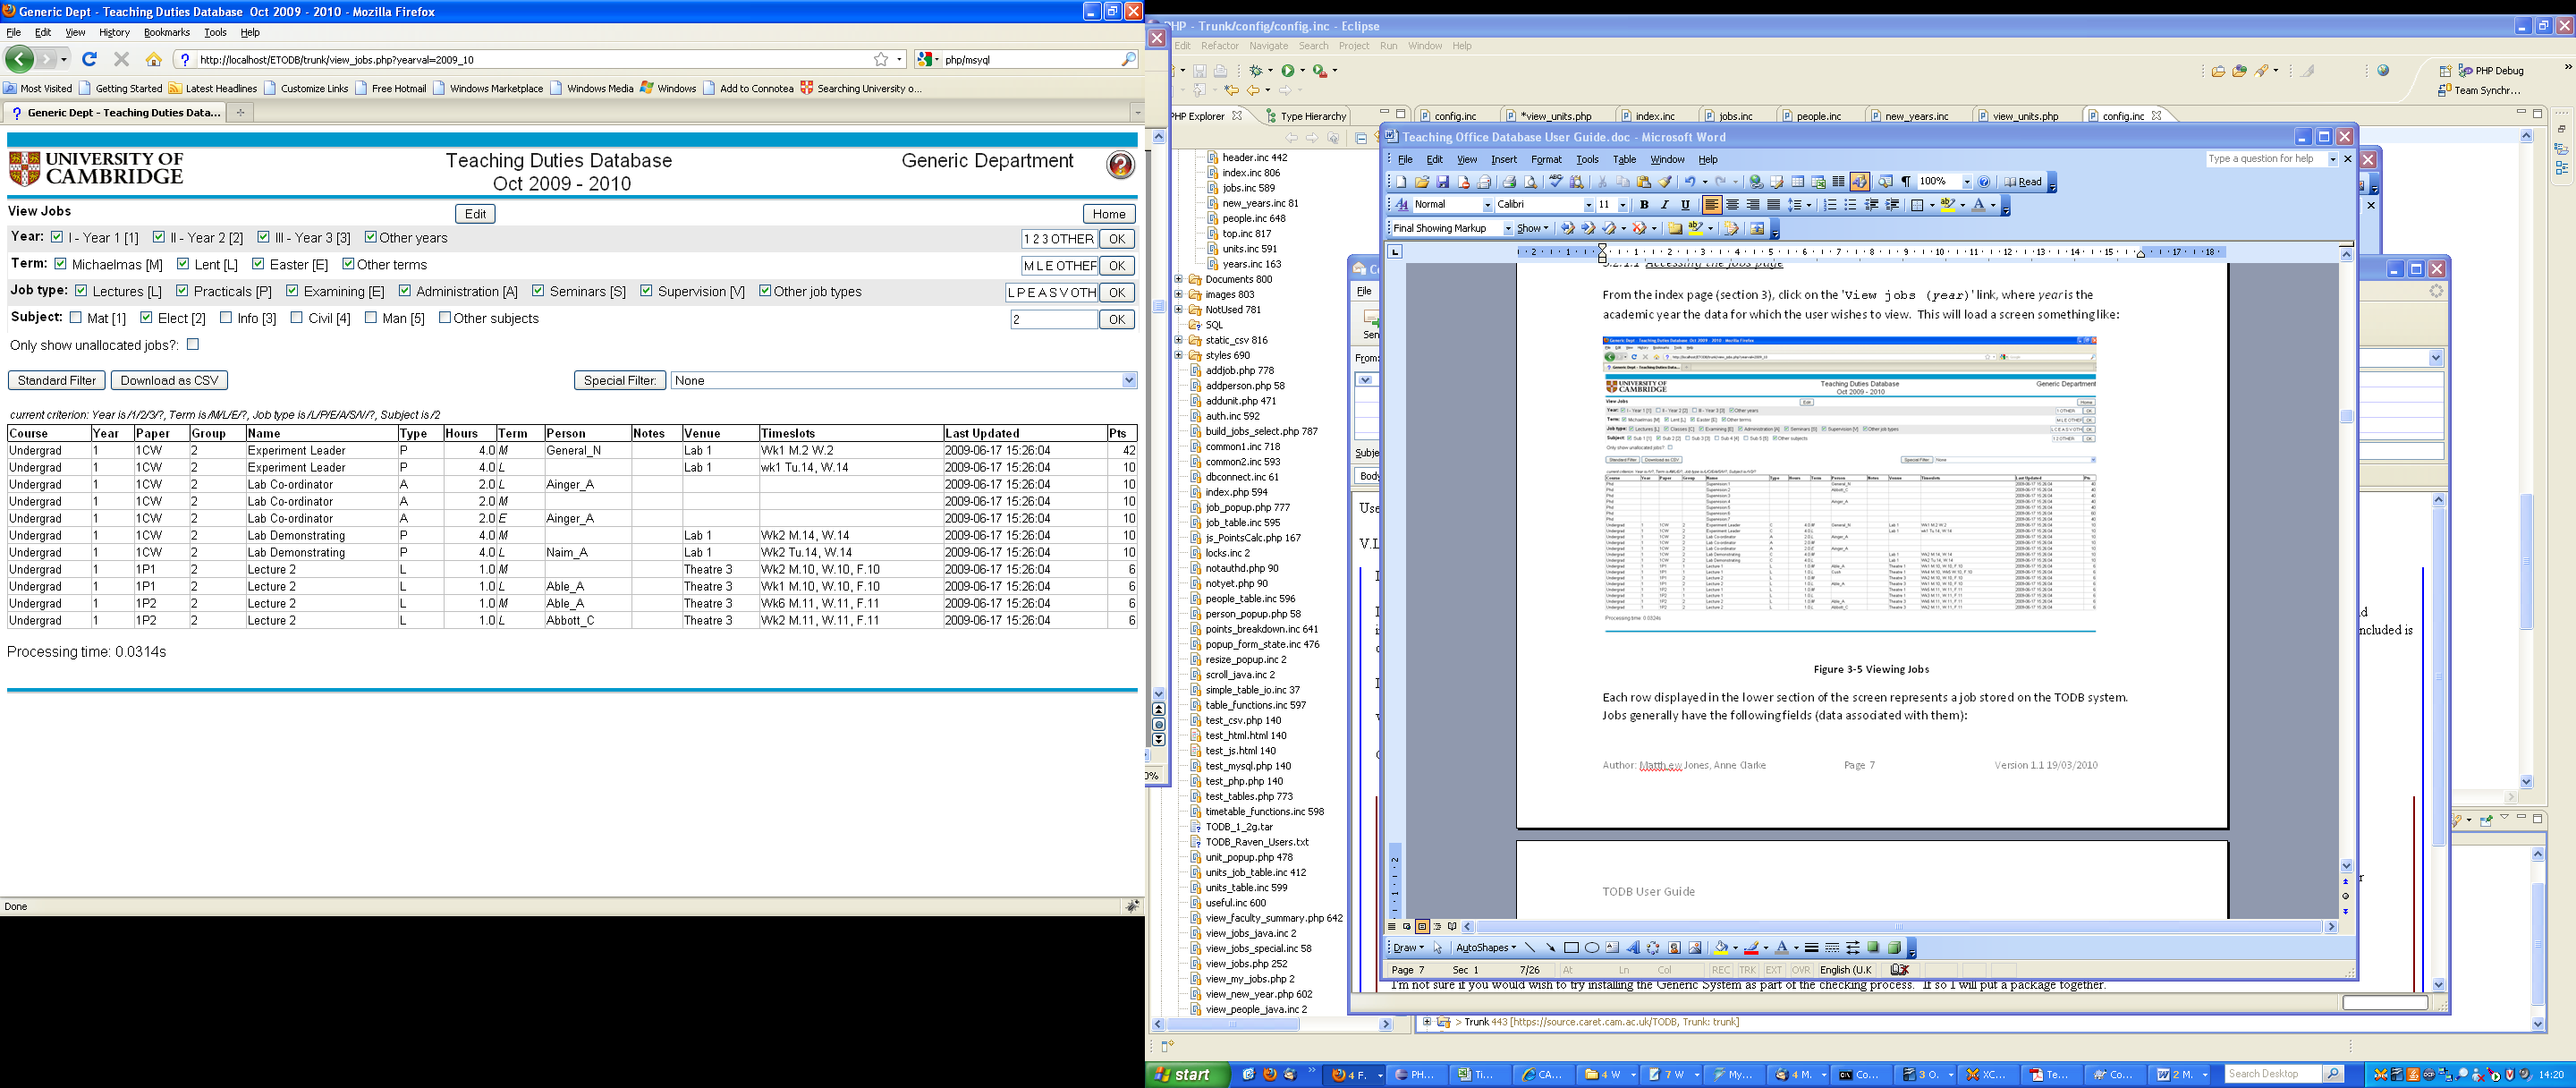 Generic Dept - Teaching Duties Database Oct 2009 - 2010 - Mozilla Firefox
File Edit View History Bookmarks Tools Help
http://localhost/ETODB/trunk/view_jobs.php?yearval=2009_10
php/msyql
Most Visited Getting Started Latest Headlines Customize Links Free Hotmail Windows Marketplace Windows Media Windows Add to Connotea Searching University o...
Generic Dept - Teaching Duties Data...
UNIVERSITY OF CAMBRIDGE
Teaching Duties Database
Oct 2009 - 2010
Generic Department
View Jobs Edit Home
Year: I - Year 1 [1] II - Year 2 [2] III - Year 3 [3] Other years 1 2 3 OTHER OK
Term: Michaelmas [M] Lent [L] Easter [E] Other terms M L E OTHEF OK
Job type: Lectures [L] Practicals [P] Examining [E] Administration [A] Seminars [S] Supervision [V] Other job types L P E A S V OTH OK
Subject: Mat [1] Elect [2] Info [3] Civil [4] Man [5] Other subjects 2 OK
Only show unallocated jobs?:
Standard Filter Download as CSV Special Filter: None
current criterion: Year is /1/2/3/?, Term is /M/L/E/?, Job type is /L/P/E/A/S/V/?, Subject is /2
Course Year Paper Group Name Type Hours Term Person Notes Venue Timeslots Last Updated Pts
Undergrad 1 1CW 2 Experiment Leader P 4.0 M General_N Lab 1 Wk1 M.2 W.2 2009-06-17 15:26:04 42
Undergrad 1 1CW 2 Experiment Leader P 4.0 L Lab 1 wk1 Tu.14, W.14 2009-06-17 15:26:04 10
Undergrad 1 1CW 2 Lab Co-ordinator A 2.0 L Ainger_A 2009-06-17 15:26:04 10
Undergrad 1 1CW 2 Lab Co-ordinator A 2.0 M 2009-06-17 15:26:04 10
Undergrad 1 1CW 2 Lab Co-ordinator A 2.0 E Ainger_A 2009-06-17 15:26:04 10
Undergrad 1 1CW 2 Lab Demonstrating P 4.0 M Lab 1 Wk2 M.14, W.14 2009-06-17 15:26:04 10
Undergrad 1 1CW 2 Lab Demonstrating P 4.0 L Naim_A Lab 1 Wk2 Tu.14, W.14 2009-06-17 15:26:04 10
Undergrad 1 1P1 2 Lecture 2 L 1.0 M Theatre 3 Wk2 M.10, W.10, F.10 2009-06-17 15:26:04 6
Undergrad 1 1P1 2 Lecture 2 L 1.0 L Able_A Theatre 3 Wk1 M.10, W.10, F.10 2009-06-17 15:26:04 6
Undergrad 1 1P2 2 Lecture 2 L 1.0 M Able_A Theatre 3 Wk6 M.11, W.11, F.11 2009-06-17 15:26:04 6
Undergrad 1 1P2 2 Lecture 2 L 1.0 L Abbott_C Theatre 3 Wk2 M.11, W.11, F.11 2009-06-17 15:26:04 6
Processing time: 0.0314s
Done
PHP - Trunk/config/config.inc - Eclipse
Edit Refactor Navigate Search Project Run Window Help
PHP Debug
Team Synchr...
PHP Explorer Type Hierarchy
config.inc *view_units.php index.inc jobs.inc people.inc new_years.inc view_units.php config.inc
header.inc 442
index.inc 806
jobs.inc 589
new_years.inc 81
people.inc 648
top.inc 817
units.inc 591
years.inc 163
Documents 800
images 803
NotUsed 781
SQL
static_csv 816
styles 690
addjob.php 778
addperson.php 58
addunit.php 471
auth.inc 592
build_jobs_select.php 787
common1.inc 718
common2.inc 593
dbconnect.inc 61
index.php 594
job_popup.php 777
job_table.inc 595
js_PointsCalc.php 167
locks.inc 2
notauthd.php 90
notyet.php 90
people_table.inc 596
person_popup.php 58
points_breakdown.inc 641
popup_form_state.inc 476
resize_popup.inc 2
scroll_java.inc 2
simple_table_io.inc 37
table_functions.inc 597
test_csv.php 140
test_html.html 140
test_js.html 140
test_mysql.php 140
test_php.php 140
test_tables.php 773
timetable_functions.inc 598
TODB_1_2g.tar
TODB_Raven_Users.txt
unit_popup.php 478
units_job_table.inc 412
units_table.inc 599
useful.inc 600
view_faculty_summary.php 642
view_jobs_java.inc 2
view_jobs_special.inc 58
view_jobs.php 252
view_my_jobs.php 2
view_new_year.php 602
view_people_java.inc 2
Teaching Office Database User Guide.doc - Microsoft Word
File Edit View Insert Format Tools Table Window Help
Type a question for help
100% Read
Normal Calibri 11 B I U
Final Showing Markup Show
3.2.1.1 Accessing the jobs page
From the index page (section 3), click on the 'View jobs (year)' link, where year is the
academic year the data for which the user wishes to view. This will load a screen something like:
UNIVERSITY OF CAMBRIDGE
Teaching Duties Database
Oct 2009 - 2010
Generic Department
Figure 3-5 Viewing Jobs
Each row displayed in the lower section of the screen represents a job stored on the TODB system.
Jobs generally have the following fields (data associated with them):
Author: Matthew Jones, Anne Clarke Page 7 Version 1.1 19/03/2010
TODB User Guide
Draw AutoShapes
Page 7 Sec 1 7/26 At Ln Col REC TRK EXT OVR English (U.K
File
From:
Use
V.L
included is
I'm not sure if you would wish to try installing the Generic System as part of the checking process. If so I will put a package together.
> Trunk 443 [https://source.caret.cam.ac.uk/TODB, Trunk: trunk]
start 4 F. PH... Ti... CA... 4 W 7 W My... 4 M. Co... 3 O. XC... Te... Co... 2 M. Search Desktop 14:20